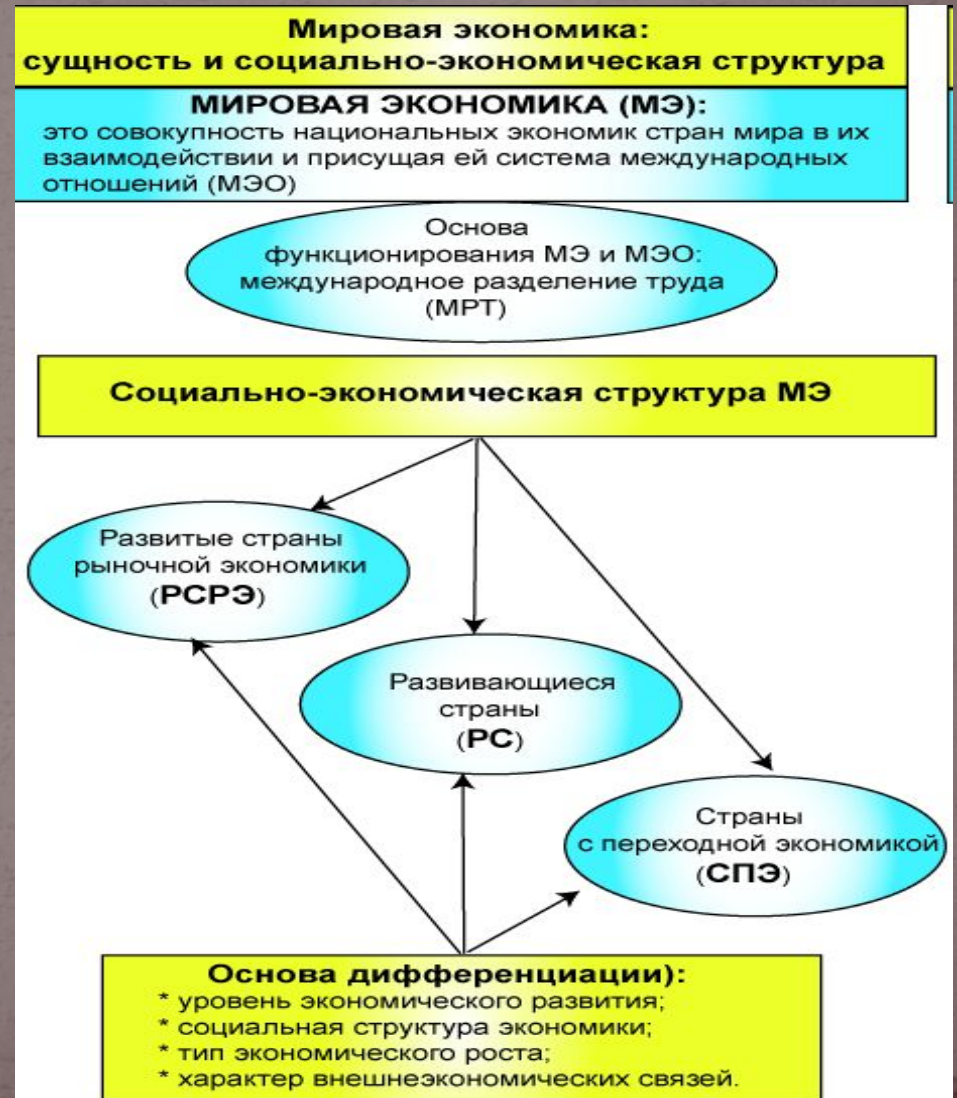 Мировая экономика:
сущность и социально-экономическая структура
МИРОВАЯ ЭКОНОМИКА (МЭ):
это совокупность национальных экономик стран мира в их
взаимодействии и присущая ей система международных
отношений (МЭО)
Основа
функционирования МЭ и МЭО:
международное разделение труда
(МРТ)
Социально-экономическая структура МЭ
Развитые страны
рыночной экономики
(РСРЭ)
Развивающиеся
страны
(РС)
Страны
с переходной экономикой
(СПЭ)
Основа дифференциации):
* уровень экономического развития;
* социальная структура экономики;
* тип экономического роста;
* характер внешнеэкономических связей.